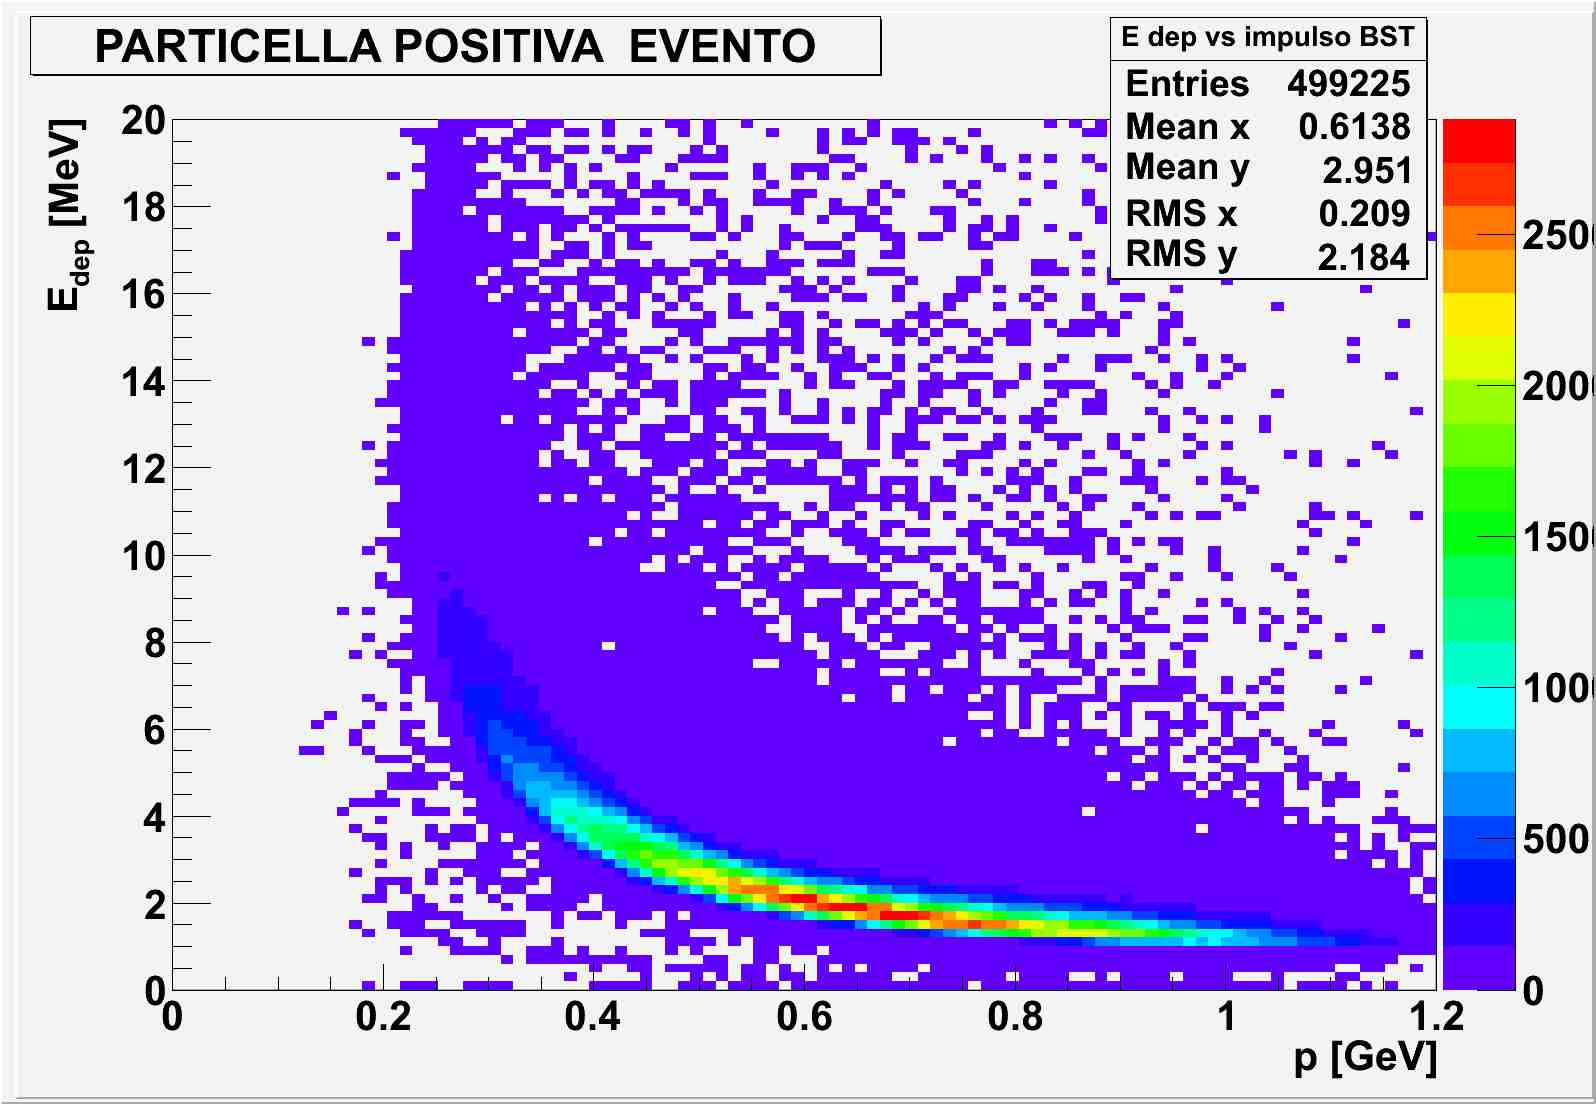 PARTICELLA POSITIVA EVENTO
E dep vs impulso BST
Entries 499225
Mean x 0.6138
Mean y 2.951
RMS x 0.209
RMS y 2.184
E_dep [MeV]
20
18
16
14
12
10
8
6
4
2
0
0 0.2 0.4 0.6 0.8 1 1.2
p [GeV]
500
0